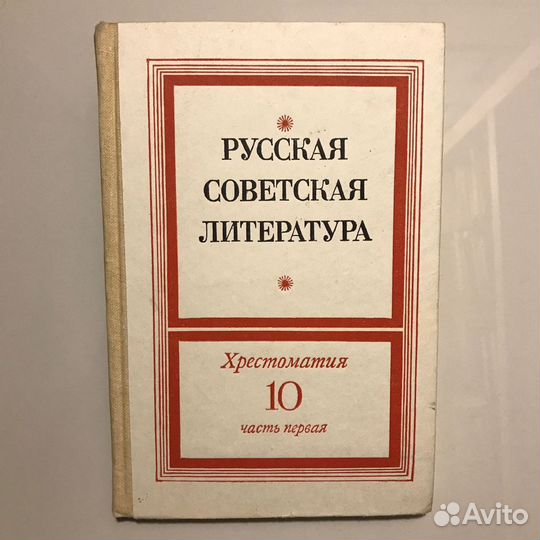 РУССКАЯ
СОВЕТСКАЯ
ЛИТЕРАТУРА
Хрестоматия
10
часть первая
Avito